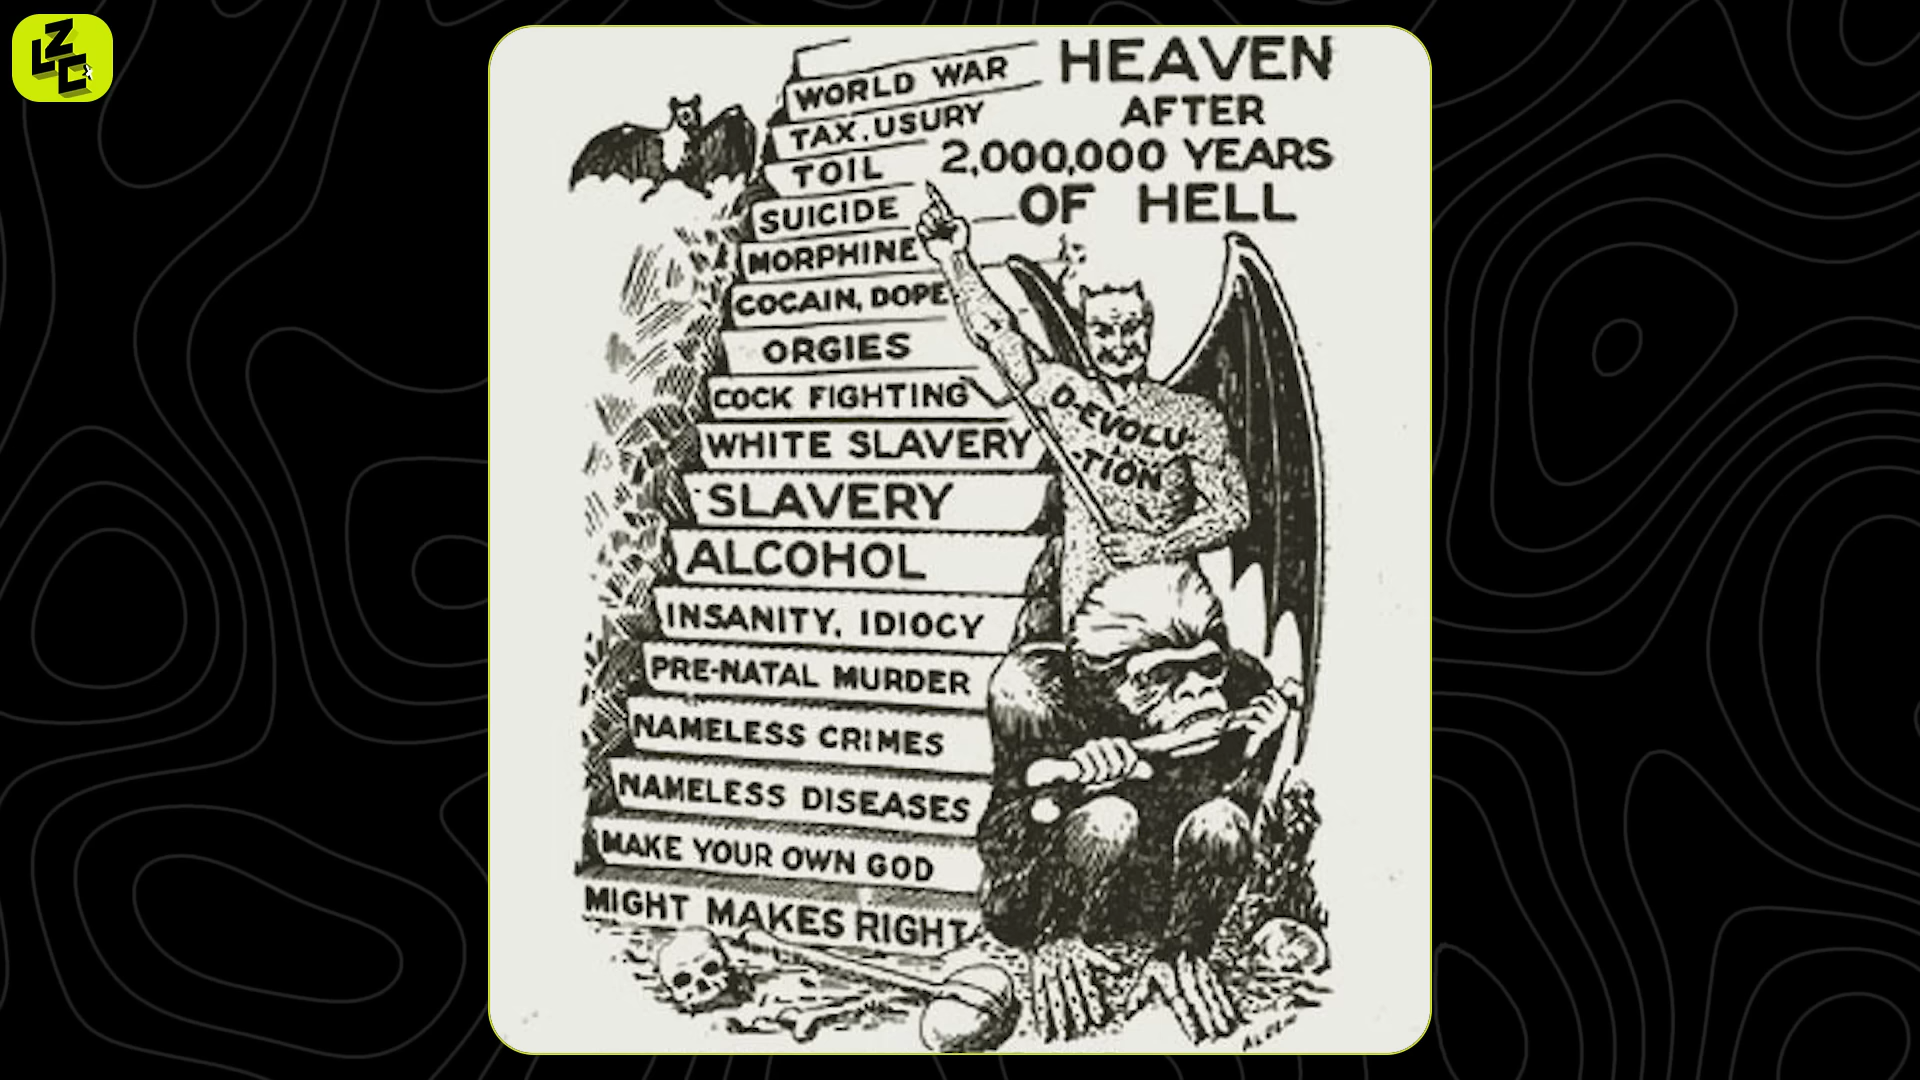 LZC
HEAVEN
AFTER
2,000,000 YEARS
OF HELL
WORLD WAR
TAX, USURY
TOIL
SUICIDE
MORPHINE
COCAIN, DOPE
ORGIES
COCK FIGHTING
WHITE SLAVERY
SLAVERY
ALCOHOL
INSANITY, IDIOCY
PRE-NATAL MURDER
NAMELESS CRIMES
NAMELESS DISEASES
MAKE YOUR OWN GOD
MIGHT MAKES RIGHT
D-EVOLU-
-TION